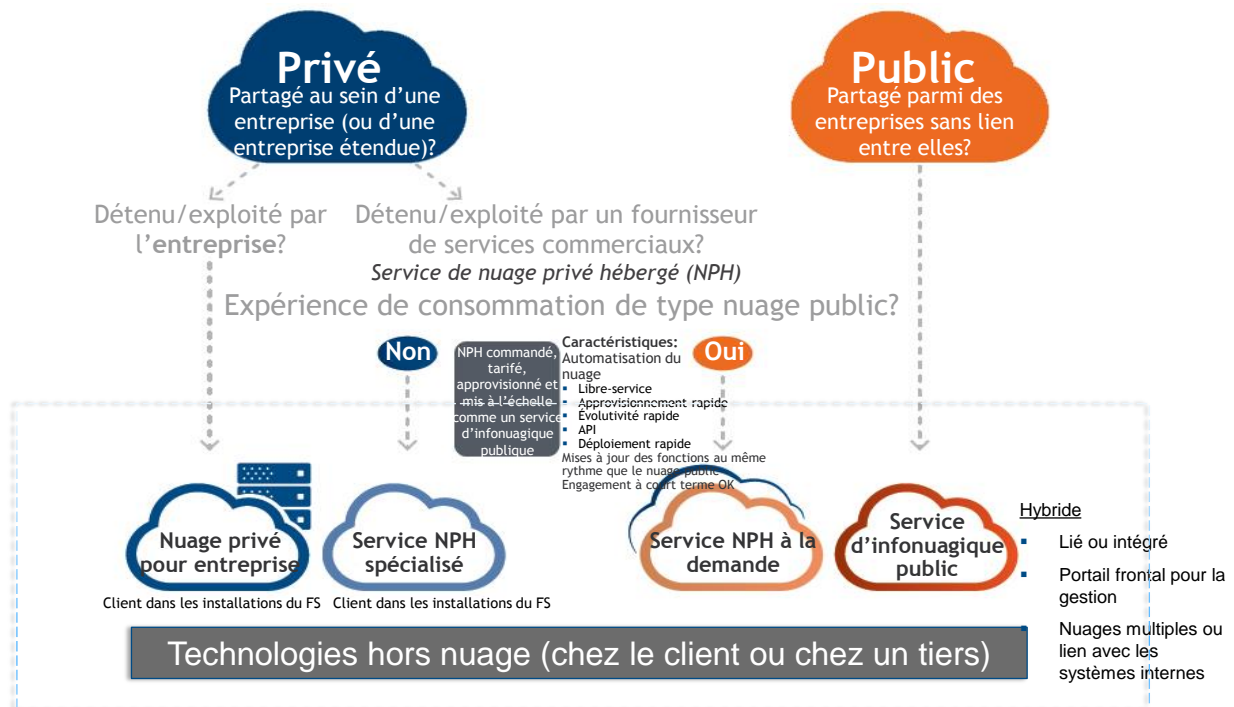 Privé
Partagé au sein d’une
entreprise (ou d’une
entreprise étendue)?
Public
Partagé parmi des
entreprises sans lien
entre elles?
Détenu/exploité par
l’entreprise?
Détenu/exploité par un fournisseur
de services commerciaux?
Service de nuage privé hébergé (NPH)
Expérience de consommation de type nuage public?
Non
NPH commandé,
tarifé,
approvisionné et
mis à l’échelle
comme un service
d’infonuagique
publique
Caractéristiques:
Automatisation du
nuage
▪ Libre-service
▪ Approvisionnement rapide
▪ Évolutivité rapide
▪ API
▪ Déploiement rapide
Mises à jour des fonctions au même
rythme que le nuage public
Engagement à court terme OK
Oui
Nuage privé
pour entreprise
Client dans les installations du FS
Service NPH
spécialisé
Client dans les installations du FS
Service NPH à la
demande
Service
d’infonuagique
public
Hybride
▪ Lié ou intégré
▪ Portail frontal pour la
gestion
▪ Nuages multiples ou
lien avec les
systèmes internes
Technologies hors nuage (chez le client ou chez un tiers)